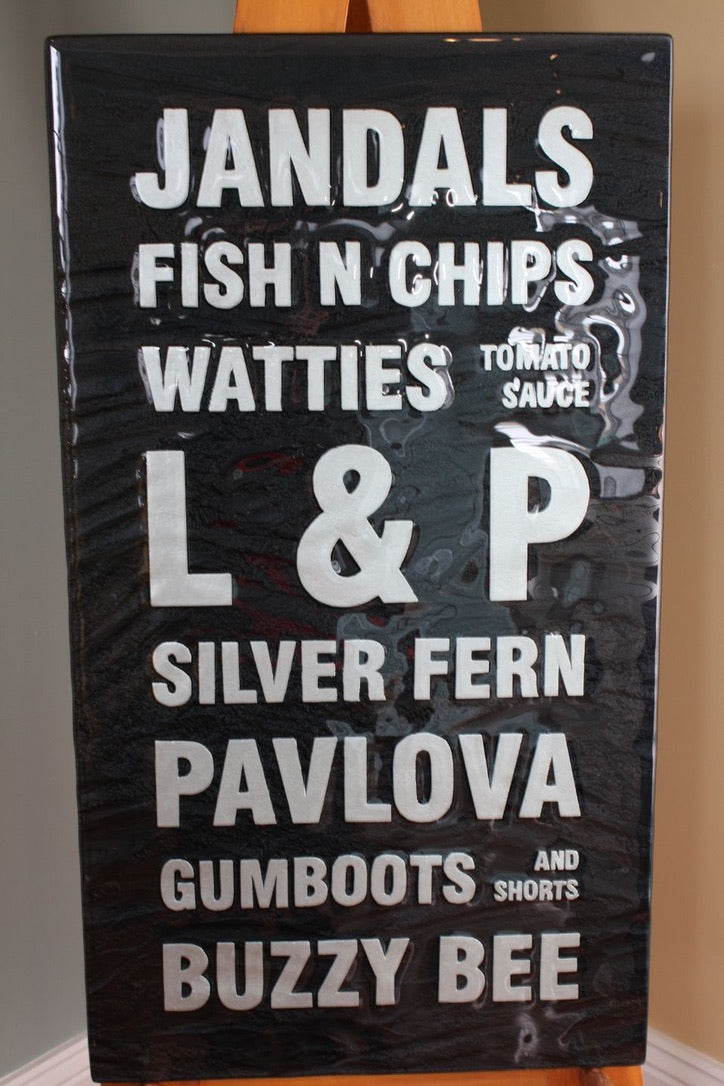 JANDALS
FISH N CHIPS
WATTIES TOMATO SAUCE
L & P
SILVER FERN
PAVLOVA
GUMBOOTS AND SHORTS
BUZZY BEE